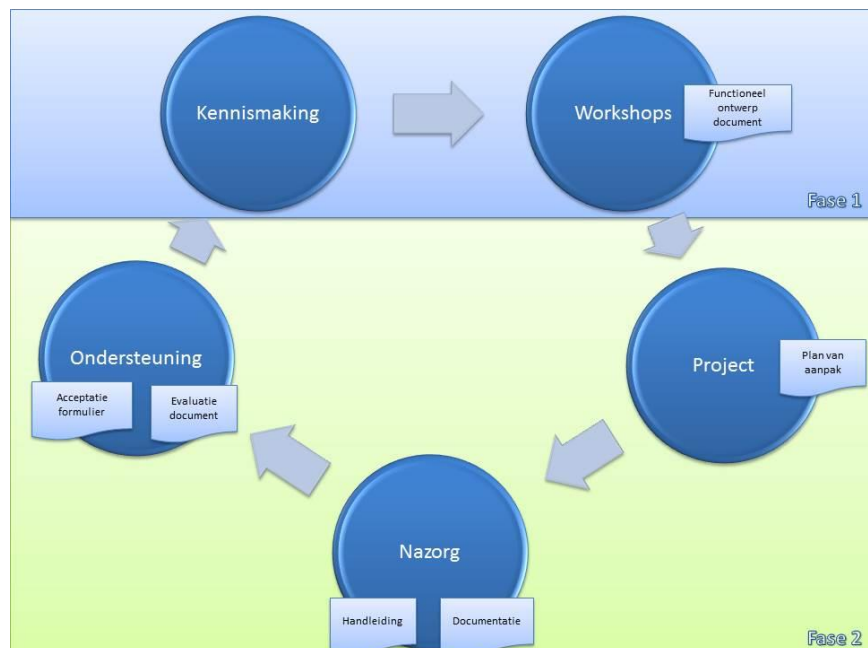 Kennismaking
Workshops
Functioneel
ontwerp
document
Fase 1
Ondersteuning
Acceptatie
formulier
Evaluatie
document
Project
Plan van
aanpak
Nazorg
Handleiding
Documentatie
Fase 2